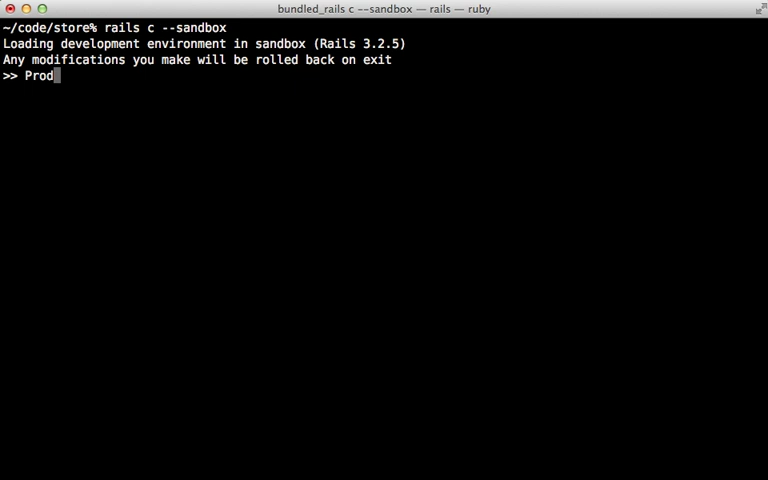 bundled_rails c --sandbox — rails — ruby
~/code/store% rails c --sandbox
Loading development environment in sandbox (Rails 3.2.5)
Any modifications you make will be rolled back on exit
>> Prod